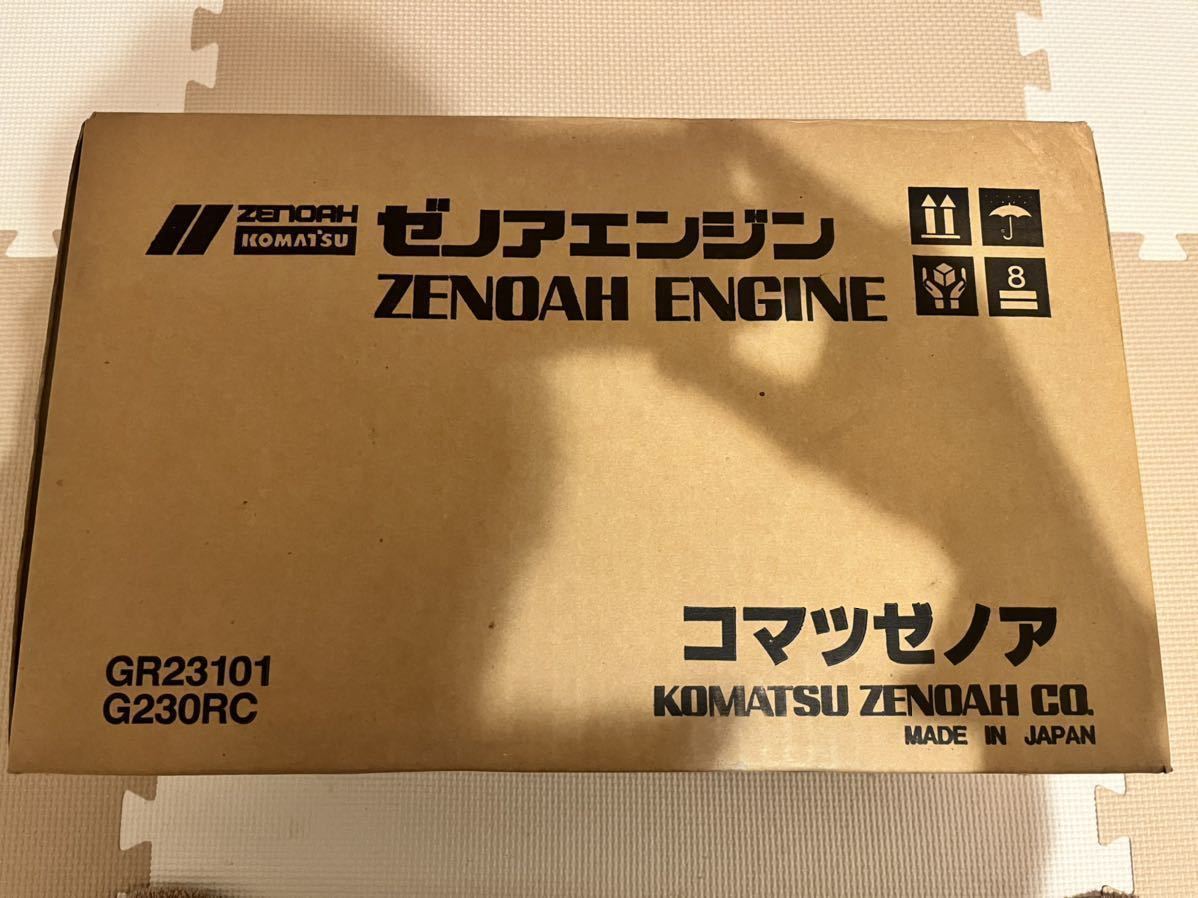 ZENOAH
KOMATSU
ゼノアエンジン
ZENOAH ENGINE
8
GR23101
G230RC
コマツゼノア
KOMATSU ZENOAH CO.
MADE IN JAPAN